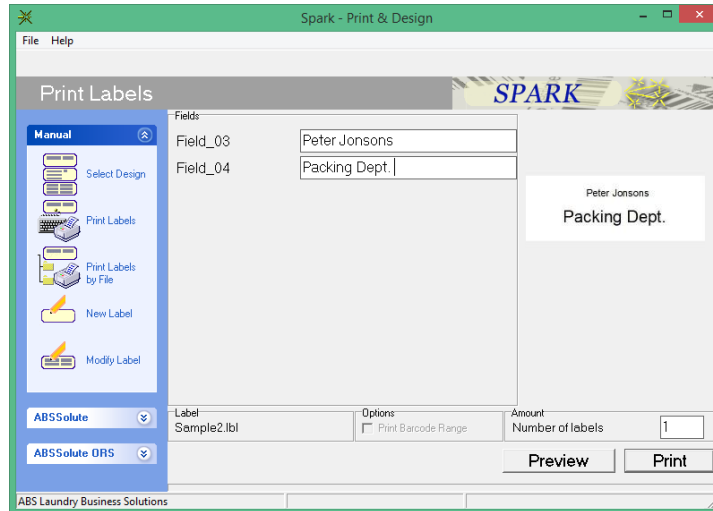 Spark - Print & Design
File Help
Print Labels
SPARK
Manual
Select Design
Print Labels
Print Labels
by File
New Label
Modify Label
ABSSolute
ABSSolute ORS
Fields
Field_03 Peter Jonsons
Field_04 Packing Dept.
Peter Jonsons
Packing Dept.
Label
Sample2.lbl
Options
Print Barcode Range
Amount
Number of labels 1
Preview Print
ABS Laundry Business Solutions